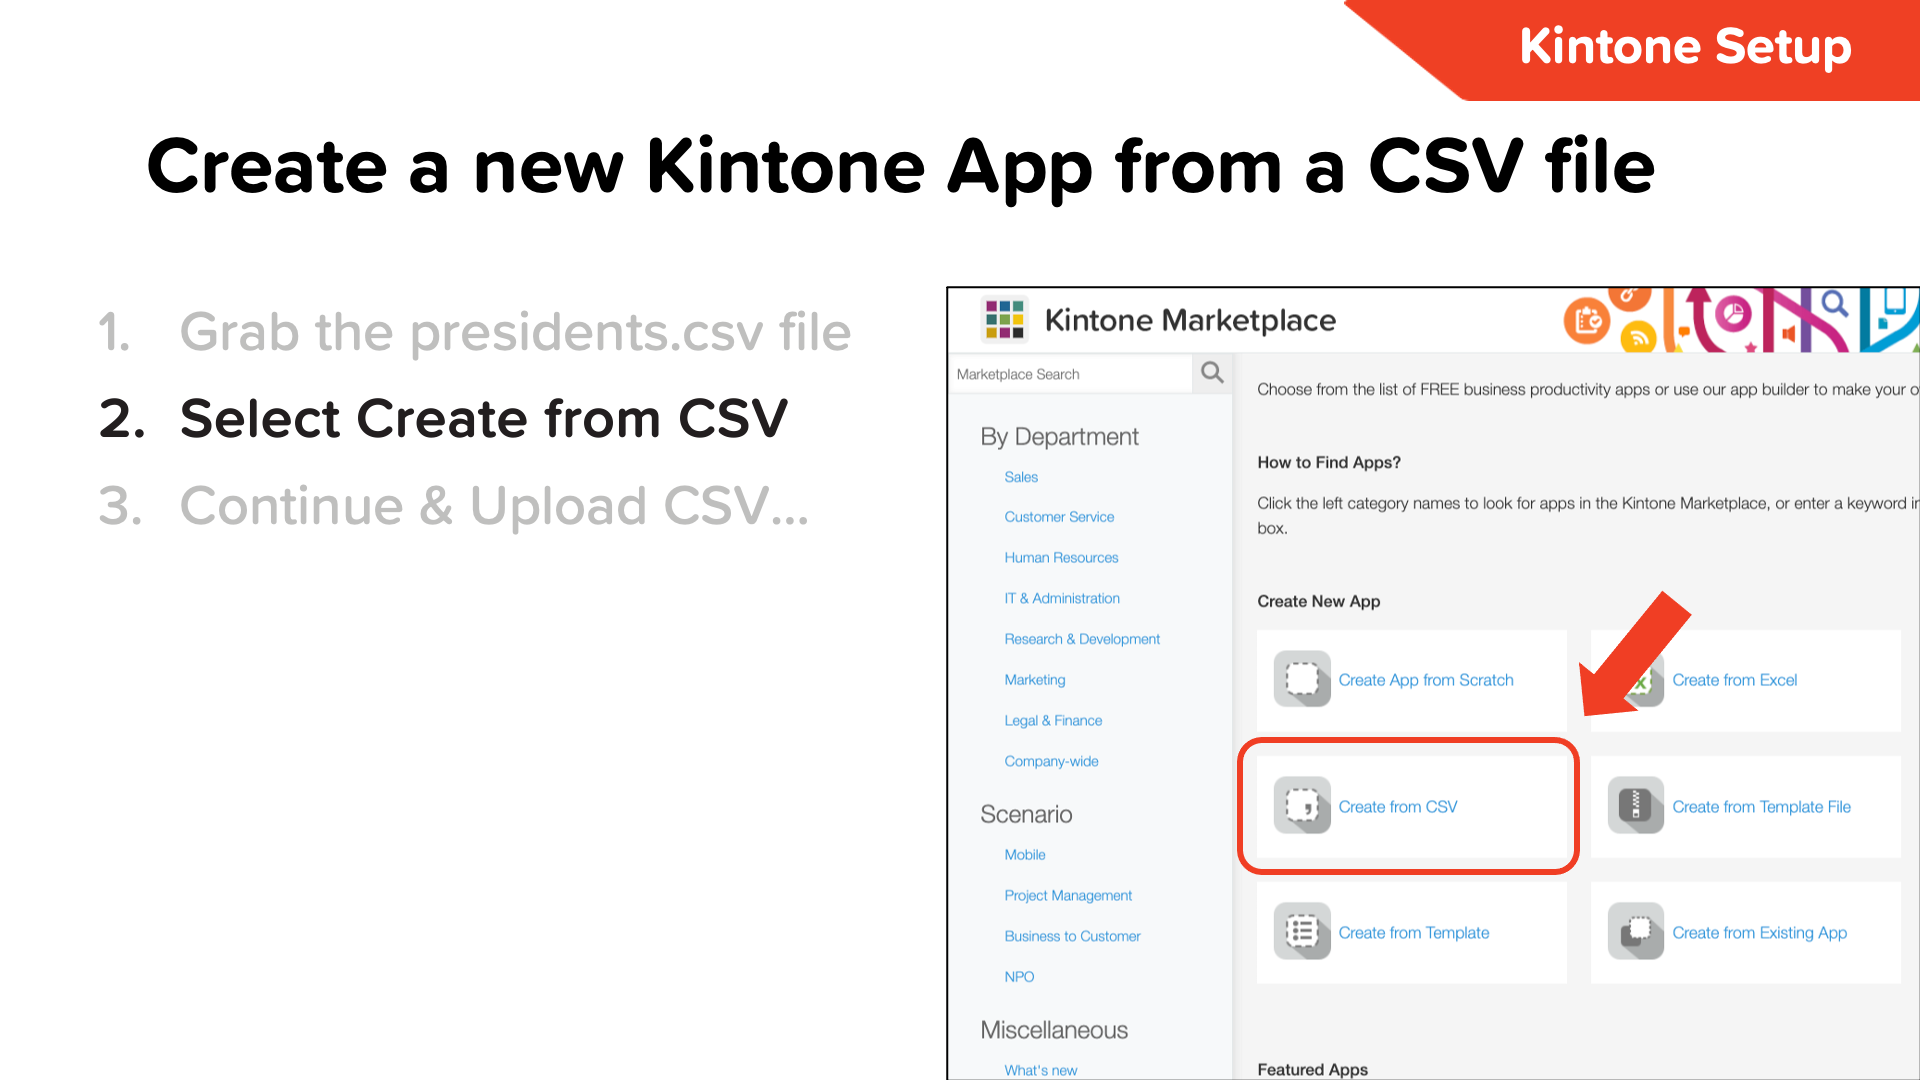 Kintone Setup
Create a new Kintone App from a CSV file
1. Grab the presidents.csv file
2. Select Create from CSV
3. Continue & Upload CSV...
Kintone Marketplace
Marketplace Search
By Department
Sales
Customer Service
Human Resources
IT & Administration
Research & Development
Marketing
Legal & Finance
Company-wide
Scenario
Mobile
Project Management
Business to Customer
NPO
Miscellaneous
What's new
Choose from the list of FREE business productivity apps or use our app builder to make your
How to Find Apps?
Click the left category names to look for apps in the Kintone Marketplace, or enter a keyword
box.
Create New App
Create App from Scratch
Create from Excel
Create from CSV
Create from Template File
Create from Template
Create from Existing App
Featured Apps